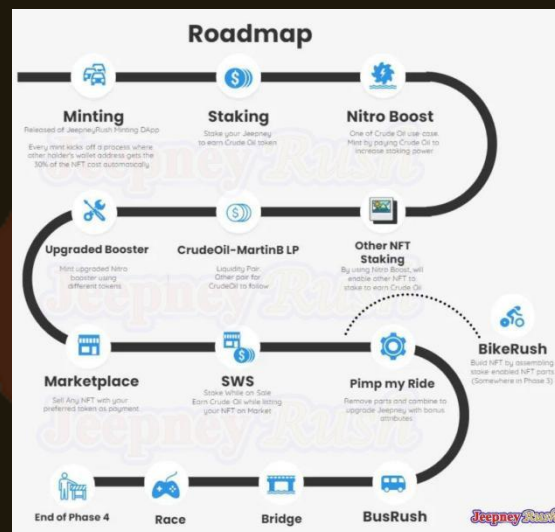 Roadmap
Minting
Released of JeepneyRush Minting DApp
Every mint kicks off a process where
other holder's wallet address gets the
30% of the NFT cost automatically
Staking
Stake your Jeepney
to earn Crude Oil token
Nitro Boost
One of Crude Oil use case.
Mint by paying Crude Oil to
increase staking power
Upgraded Booster
Mint upgraded Nitro
booster using
different tokens
CrudeOil-MartinB LP
Liquidity Pair
Other pair for
CrudeOil to follow
Other NFT
Staking
By using Nitro Boost, will
enable other NFT to
stake to earn Crude Oil
BikeRush
Build NFT by assembling
stake enabled NFT parts
(Somewhere in Phase 3)
Marketplace
Sell Any NFT with your
preferred token as payment
SWS
Stake While on Sale
Earn Crude Oil while listing
your NFT on Market
Pimp my Ride
Remove parts and combine to
upgrade Jeepney with bonus
attributes
End of Phase 4
Race
Bridge
BusRush
Jeepney Rush
Jeepney Rush
Jeepney Rush
Jeepney Rush